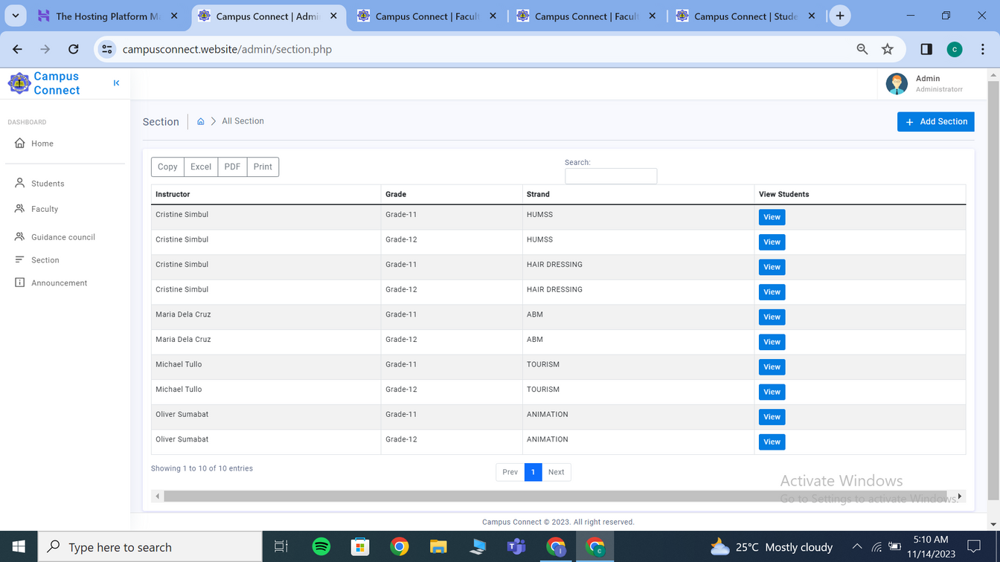 The Hosting Platform M
Campus Connect | Admi
Campus Connect | Facul
Campus Connect | Facul
Campus Connect | Stude
campusconnect.website/admin/section.php
C
Campus
Connect
Admin
Administratorr
DASHBOARD
Home
Students
Faculty
Guidance council
Section
Announcement
Section
All Section
+ Add Section
Copy Excel PDF Print
Search:
Instructor Grade Strand View Students
Cristine Simbul Grade-11 HUMSS View
Cristine Simbul Grade-12 HUMSS View
Cristine Simbul Grade-11 HAIR DRESSING View
Cristine Simbul Grade-12 HAIR DRESSING View
Maria Dela Cruz Grade-11 ABM View
Maria Dela Cruz Grade-12 ABM View
Michael Tullo Grade-11 TOURISM View
Michael Tullo Grade-12 TOURISM View
Oliver Sumabat Grade-11 ANIMATION View
Oliver Sumabat Grade-12 ANIMATION View
Showing 1 to 10 of 10 entries
Prev 1 Next
Activate Windows
Go to Settings to activate Windows.
Campus Connect © 2023. All right reserved.
Type here to search
25°C Mostly cloudy
5:10 AM
11/14/2023